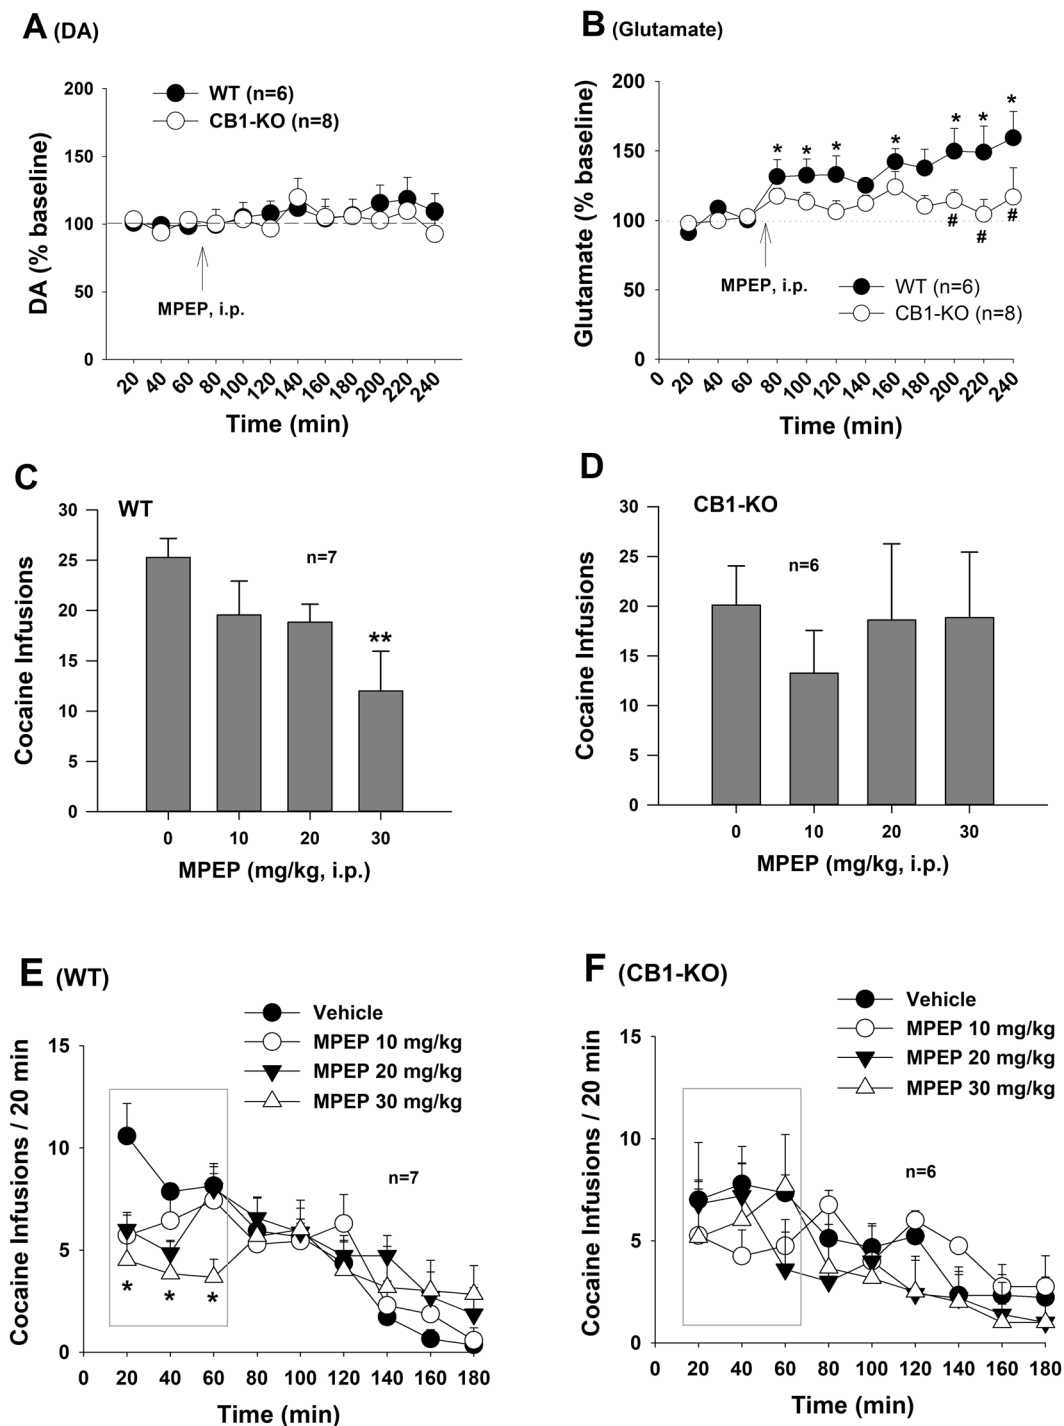 A (DA)
200
150
100
50
0
DA (% baseline)
WT (n=6)
CB1-KO (n=8)
MPEP, i.p.
20 40 60 80 100 120 140 160 180 200 220 240
Time (min)
B (Glutamate)
200
150
100
50
0
Glutamate (% baseline)
* * * * * * *
# # #
MPEP, i.p.
WT (n=6)
CB1-KO (n=8)
0 20 40 60 80 100 120 140 160 180 200 220 240
Time (min)
C
WT
n=7
30
25
20
15
10
5
0
Cocaine Infusions
**
0 10 20 30
MPEP (mg/kg, i.p.)
D
CB1-KO
n=6
30
25
20
15
10
5
0
Cocaine Infusions
0 10 20 30
MPEP (mg/kg, i.p.)
E (WT)
Vehicle
MPEP 10 mg/kg
MPEP 20 mg/kg
MPEP 30 mg/kg
15
10
5
0
Cocaine Infusions / 20 min
n=7
* * *
0 20 40 60 80 100 120 140 160 180
Time (min)
F (CB1-KO)
Vehicle
MPEP 10 mg/kg
MPEP 20 mg/kg
MPEP 30 mg/kg
15
10
5
0
Cocaine Infusions / 20 min
n=6
0 20 40 60 80 100 120 140 160 180
Time (min)